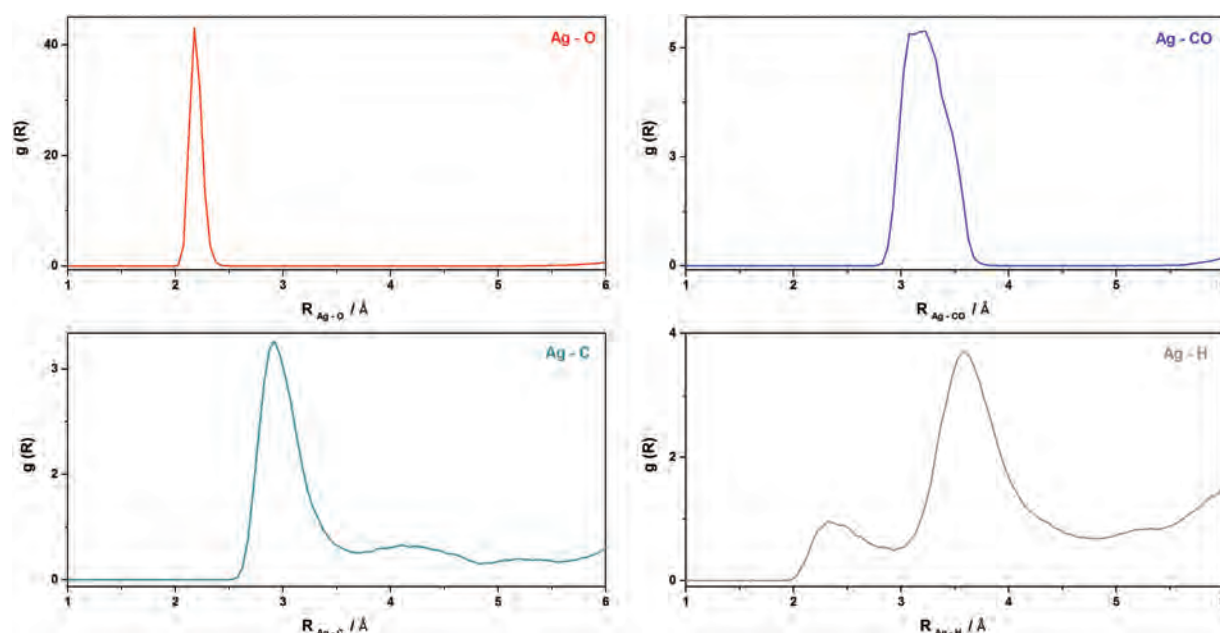 Ag - O
40
20
0
g (R)
1 2 3 4 5 6
R Ag - O / Å
Ag - CO
5
3
0
g (R)
1 2 3 4 5
R Ag - CO / Å
Ag - C
3
2
0
g (R)
1 2 3 4 5 6
R Ag - C / Å
Ag - H
4
2
0
g (R)
1 2 3 4 5
R Ag - H / Å